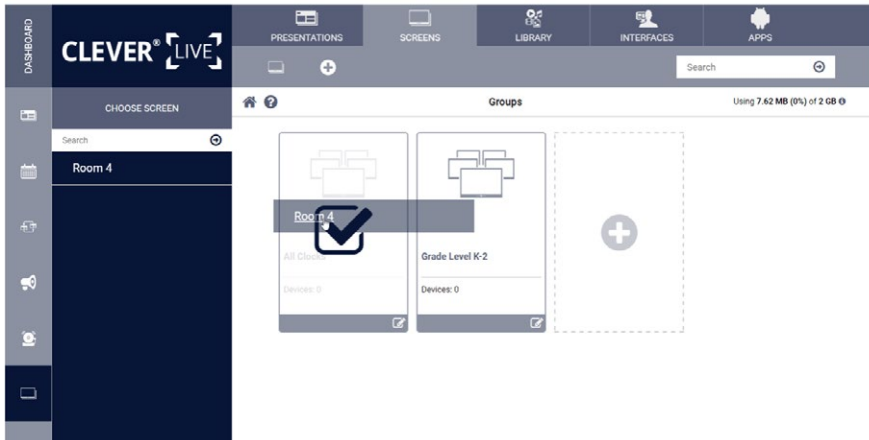 DASHBOARD
CLEVER® LIVE
PRESENTATIONS
SCREENS
LIBRARY
INTERFACES
APPS
Search
CHOOSE SCREEN
Groups
Using 7.62 MB (0%) of 2 GB
Search
Room 4
Room 4
All Clocks
Grade Level K-2
Devices: 0
Devices: 0